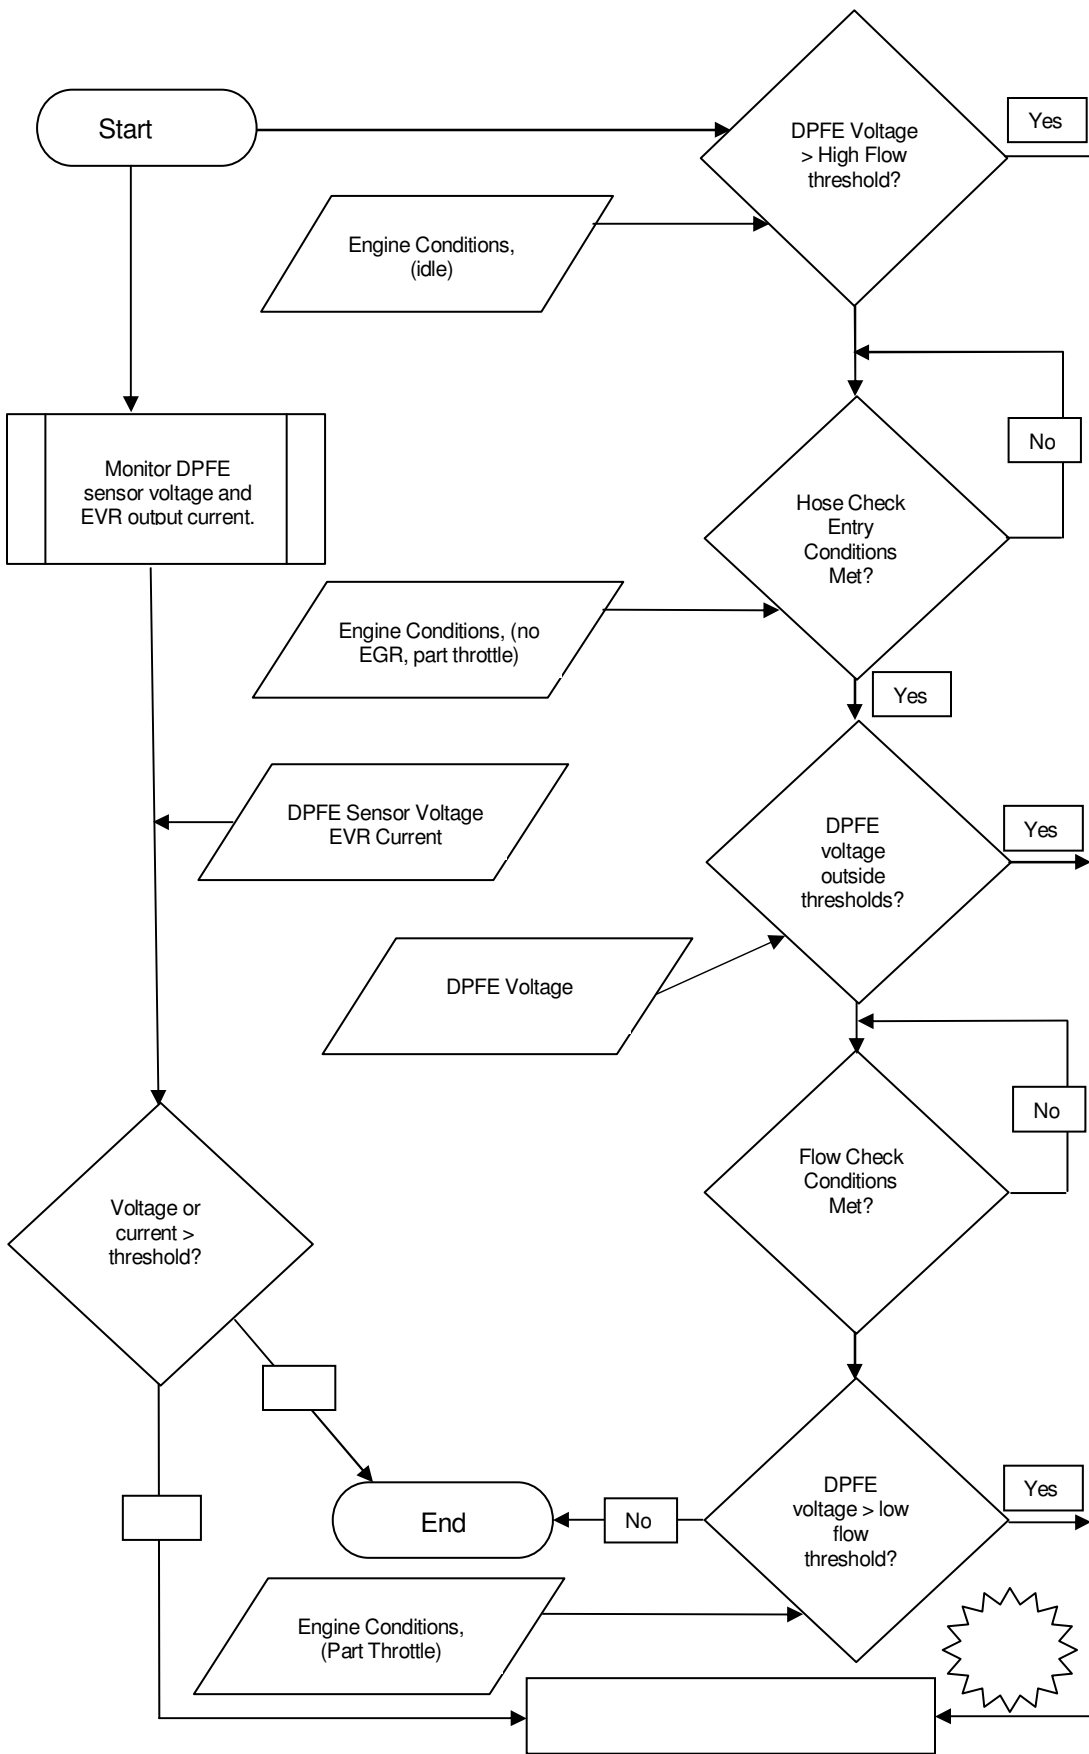 Start
DPFE Voltage
> High Flow
threshold?
Yes
Engine Conditions,
(idle)
No
Monitor DPFE
sensor voltage and
EVR output current.
Hose Check
Entry
Conditions
Met?
Engine Conditions, (no
EGR, part throttle)
Yes
DPFE Sensor Voltage
EVR Current
DPFE
voltage
outside
thresholds?
Yes
DPFE Voltage
No
Flow Check
Conditions
Met?
Voltage or
current >
threshold?
DPFE
voltage > low
flow
threshold?
Yes
No
End
Engine Conditions,
(Part Throttle)